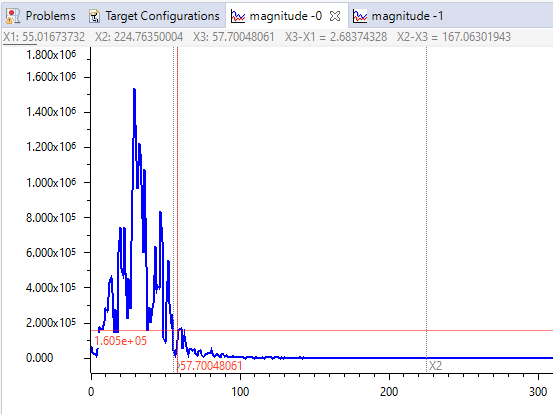 Problems Target Configurations magnitude -0 magnitude -1
X1: 55.01673732 X2: 224.76350004 X3: 57.70048061 X3-X1 = 2.68374328 X2-X3 = 167.06301943
1.800x10⁶
1.600x10⁶
1.400x10⁶
1.200x10⁶
1.000x10⁶
8.000x10⁵
6.000x10⁵
4.000x10⁵
2.000x10⁵
1.605e+05
0.000
57.70048061 X2
0 100 200 300